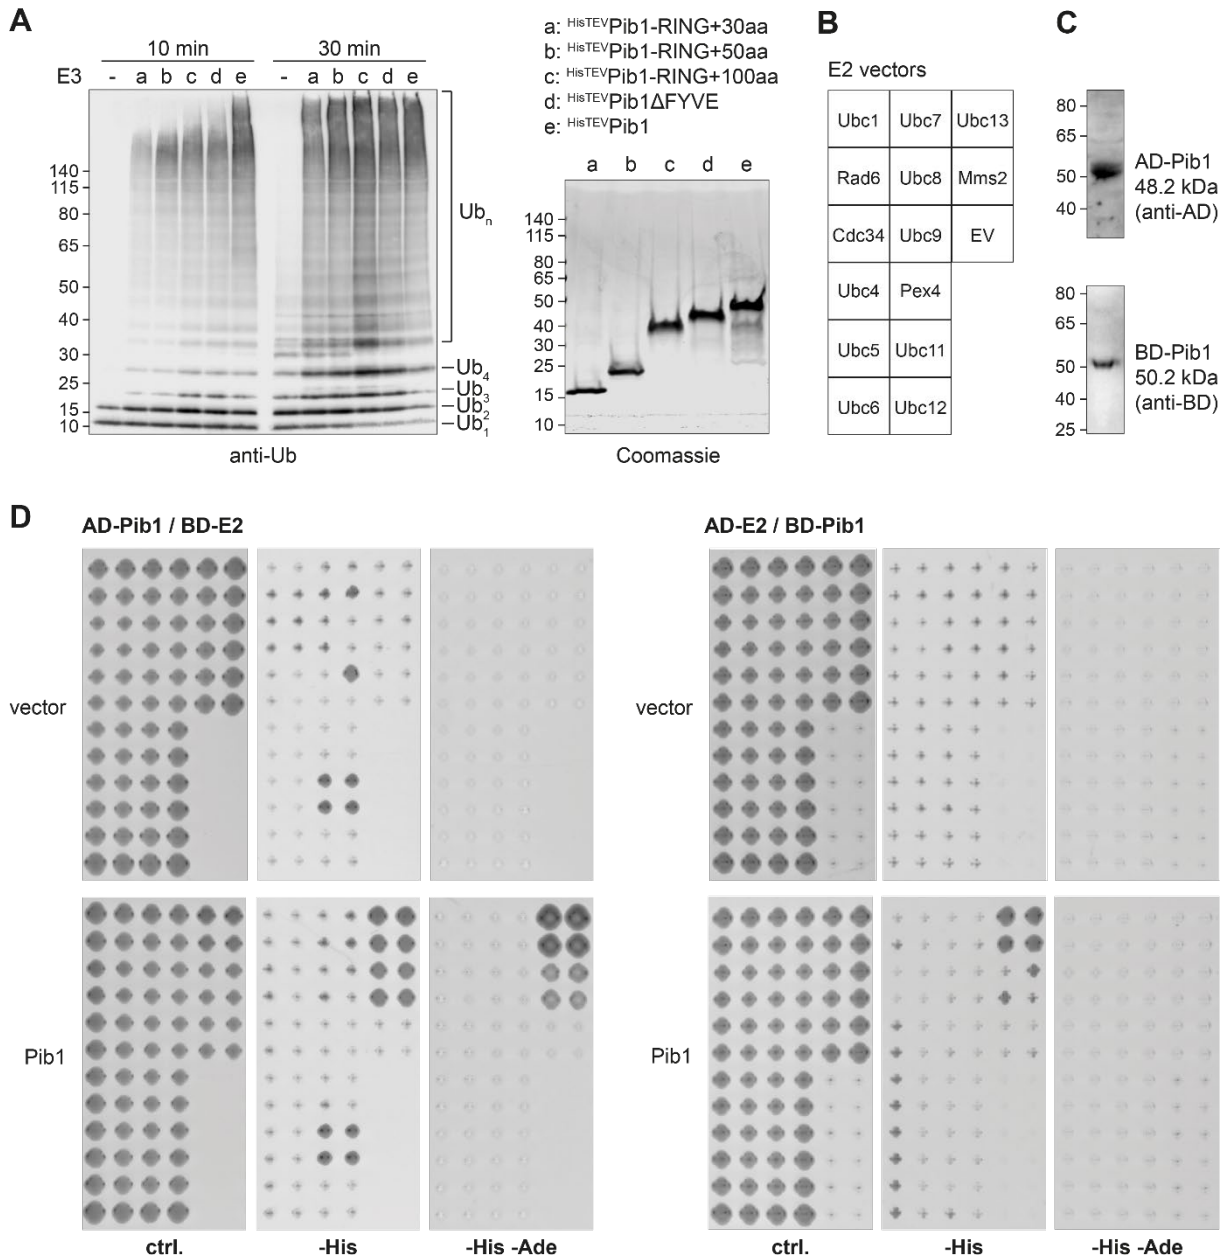 A
10 min
30 min
E3
- a b c d e
- a b c d e
140
115
80
65
50
40
30
25
15
10
Ubn
Ub4
Ub3
Ub2
Ub1
anti-Ub
a: HisTEVPib1-RING+30aa
b: HisTEVPib1-RING+50aa
c: HisTEVPib1-RING+100aa
d: HisTEVPib1ΔFYVE
e: HisTEVPib1
a b c d e
140
115
80
65
50
40
30
25
15
10
Coomassie
B
E2 vectors
Ubc1 Ubc7 Ubc13
Rad6 Ubc8 Mms2
Cdc34 Ubc9 EV
Ubc4 Pex4
Ubc5 Ubc11
Ubc6 Ubc12
C
80
65
50
40
AD-Pib1
48.2 kDa
(anti-AD)
80
65
50
40
25
BD-Pib1
50.2 kDa
(anti-BD)
D
AD-Pib1 / BD-E2
vector
Pib1
ctrl.
-His
-His -Ade
AD-E2 / BD-Pib1
vector
Pib1
ctrl.
-His
-His -Ade